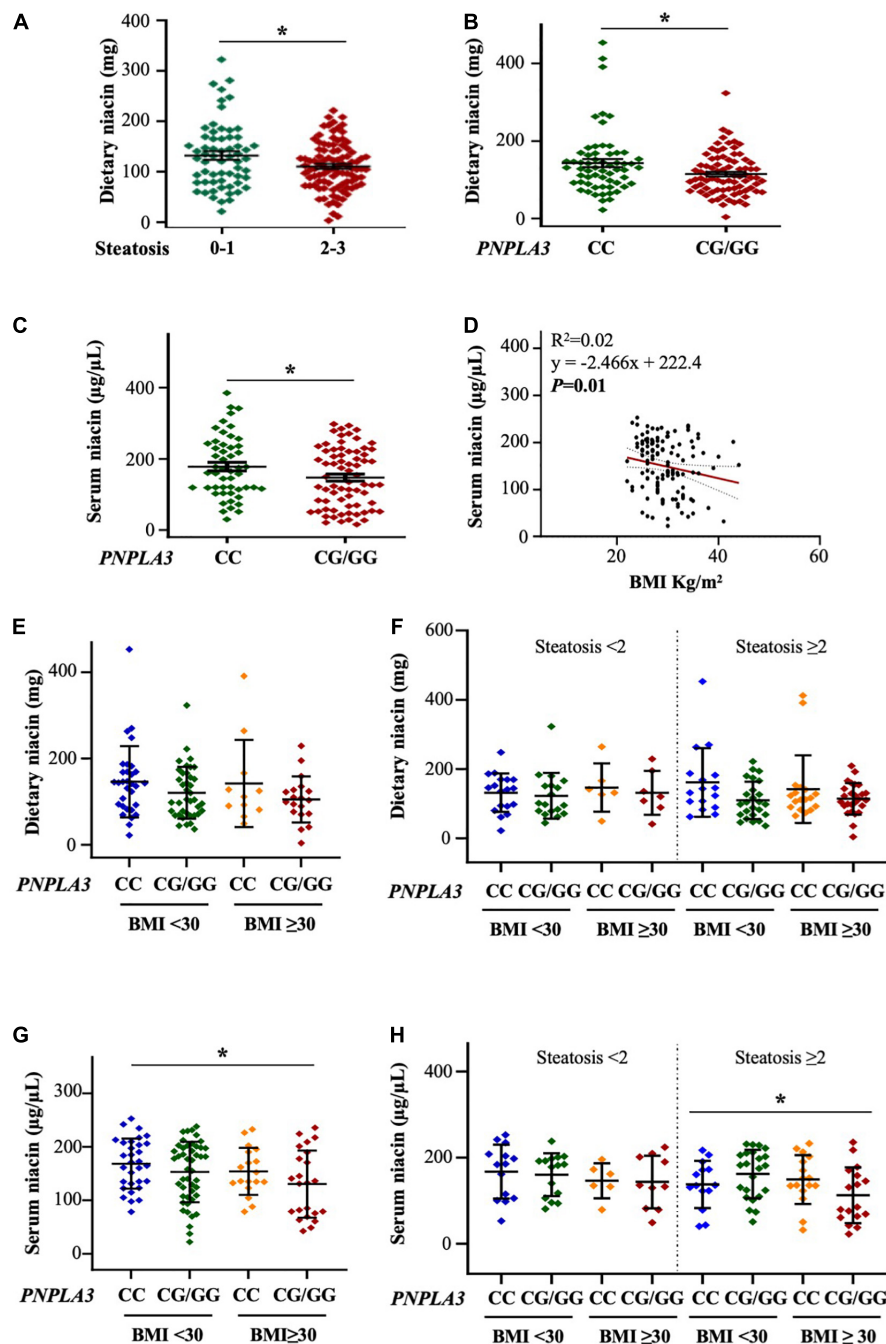 A
Dietary niacin (mg)
*
400
300
200
100
0
Steatosis 0-1 2-3
B
Dietary niacin (mg)
*
400
200
0
PNPLA3 CC CG/GG
C
Serum niacin (µg/µL)
*
400
200
0
PNPLA3 CC CG/GG
D
Serum niacin (µg/µL)
R²=0.02
y = -2.466x + 222.4
P=0.01
400
300
200
100
0
20 40 60
BMI Kg/m²
E
Dietary niacin (mg)
400
200
0
PNPLA3 CC CG/GG CC CG/GG
BMI <30 BMI ≥30
F
Dietary niacin (mg)
Steatosis <2 Steatosis ≥2
600
400
200
0
PNPLA3 CC CG/GG CC CG/GG CC CG/GG CC CG/GG
BMI <30 BMI ≥30 BMI <30 BMI ≥30
G
Serum niacin (µg/µL)
*
300
200
100
0
PNPLA3 CC CG/GG CC CG/GG
BMI <30 BMI≥30
H
Serum niacin (µg/µL)
Steatosis <2 Steatosis ≥2
*
400
200
0
PNPLA3 CC CG/GG CC CG/GG CC CG/GG CC CG/GG
BMI <30 BMI ≥30 BMI <30 BMI ≥ 30